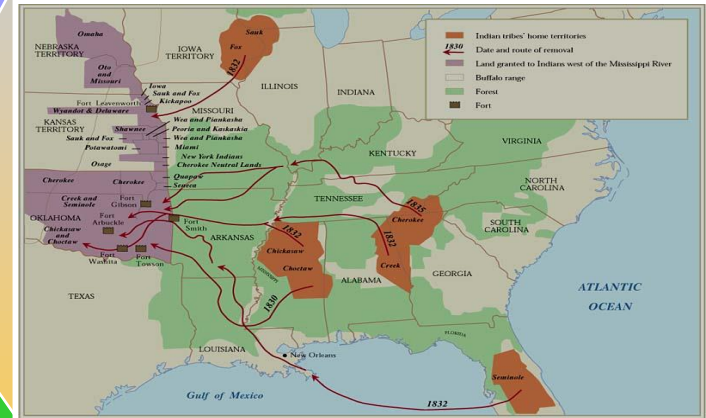 Omaha
NEBRASKA
TERRITORY
Oto
and
Missouri
IOWA
TERRITORY
Sauk
Fox
1832
Iowa
Sauk and Fox
Kickapoo
Fort Leavenworth
Wyandot & Delaware
KANSAS
TERRITORY
MISSOURI
Wea and Piankasha
Shawnee
Peoria and Kaskaskia
Sauk and Fox
Wea and Piankasha
Potawatomi
Miami
New York Indians
Osage
Cherokee Neutral Lands
Quapaw
Cherokee
Cherokee
Seneca
Creek and
Seminole
Fort
Gibson
OKLAHOMA
Fort
Arbuckle
Fort
Smith
Chickasaw
and
Choctaw
Fort
Washita
Fort
Towson
ARKANSAS
TEXAS
ILLINOIS
INDIANA
KENTUCKY
TENNESSEE
VIRGINIA
NORTH
CAROLINA
SOUTH
CAROLINA
GEORGIA
ALABAMA
MISSISSIPPI
LOUISIANA
FLORIDA
New Orleans
1835
Cherokee
1832
Creek
1832
Chickasaw
Choctaw
1830
Seminole
1832
Gulf of Mexico
ATLANTIC
OCEAN
Indian tribes' home territories
1830
Date and route of removal
Land granted to Indians west of the Mississippi River
Buffalo range
Forest
Fort